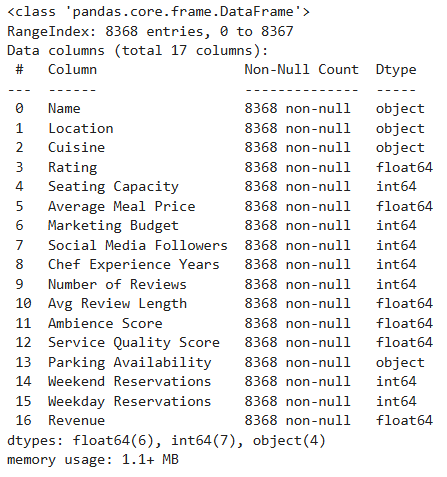 <class 'pandas.core.frame.DataFrame'>
RangeIndex: 8368 entries, 0 to 8367
Data columns (total 17 columns):
 #   Column                  Non-Null Count  Dtype
---  ------                  --------------  -----
 0   Name                    8368 non-null   object
 1   Location                8368 non-null   object
 2   Cuisine                 8368 non-null   object
 3   Rating                  8368 non-null   float64
 4   Seating Capacity        8368 non-null   int64
 5   Average Meal Price      8368 non-null   float64
 6   Marketing Budget        8368 non-null   int64
 7   Social Media Followers  8368 non-null   int64
 8   Chef Experience Years   8368 non-null   int64
 9   Number of Reviews       8368 non-null   int64
 10  Avg Review Length       8368 non-null   float64
 11  Ambience Score          8368 non-null   float64
 12  Service Quality Score   8368 non-null   float64
 13  Parking Availability    8368 non-null   object
 14  Weekend Reservations    8368 non-null   int64
 15  Weekday Reservations    8368 non-null   int64
 16  Revenue                 8368 non-null   float64
dtypes: float64(6), int64(7), object(4)
memory usage: 1.1+ MB